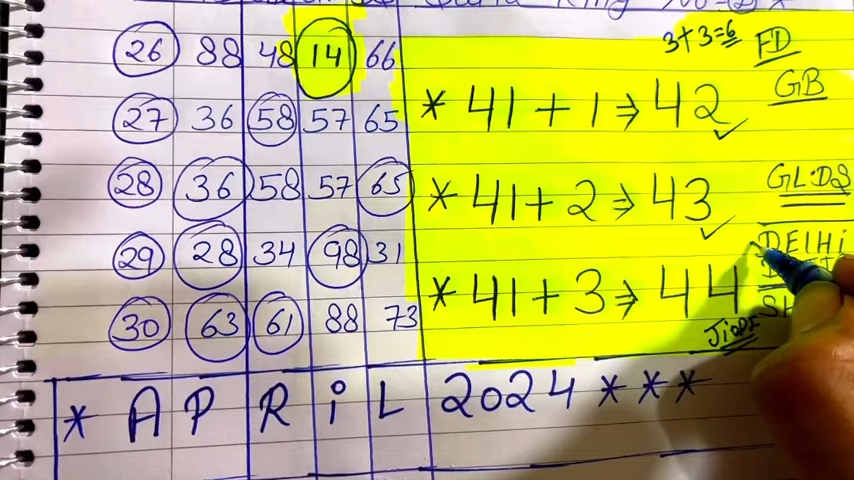 3+3=6 FD
26 88 48 14 66
GB
* 41 + 1 ⇒ 42
27 36 58 57 65
28 36 58 57 65
* 41 + 2 ⇒ 43
GL:DS
29 28 34 98 31
DELHi
* 41 + 3 ⇒ 44
30 63 61 88 73
* A P R i L 2024 * * *